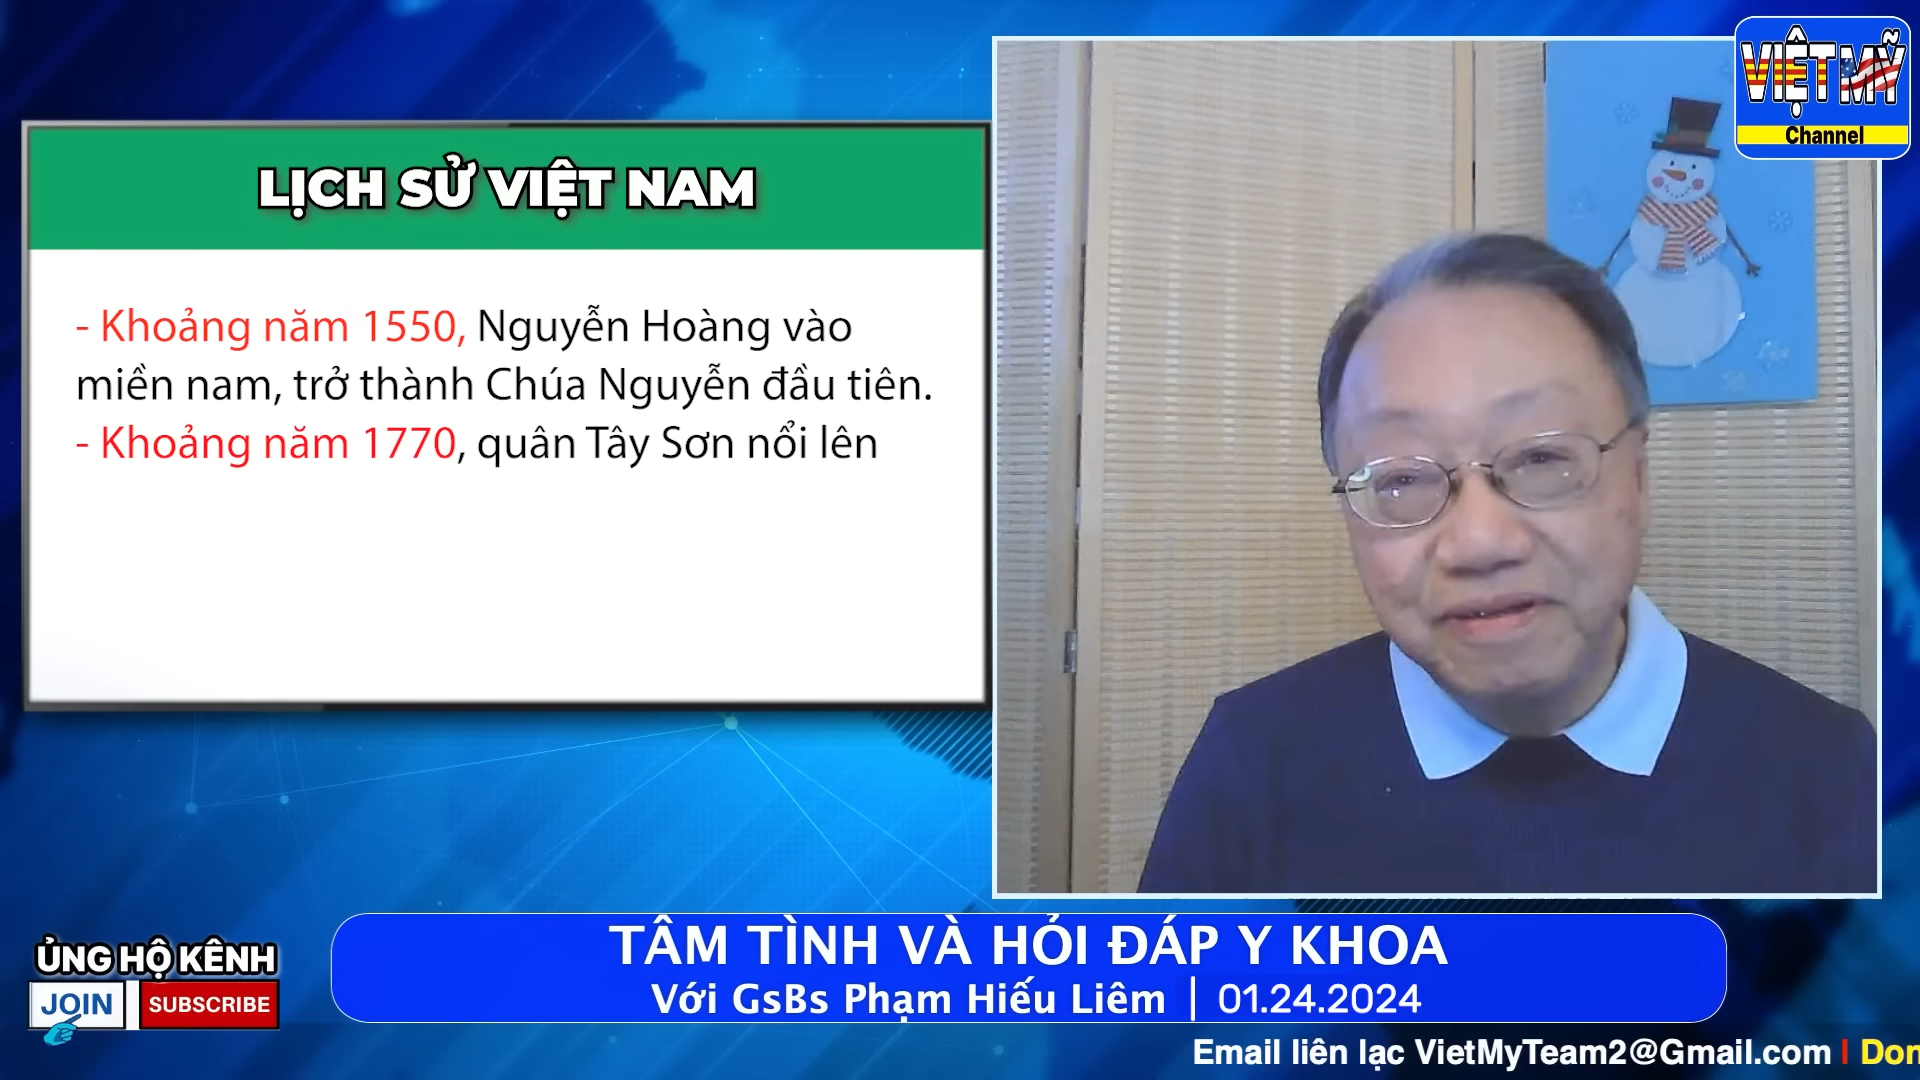 VIỆT MỸ
Channel
LỊCH SỬ VIỆT NAM
- Khoảng năm 1550, Nguyễn Hoàng vào
miền nam, trở thành Chúa Nguyễn đầu tiên.
- Khoảng năm 1770, quân Tây Sơn nổi lên
ỦNG HỘ KÊNH
JOIN
SUBSCRIBE
TÂM TÌNH VÀ HỎI ĐÁP Y KHOA
Với GsBs Phạm Hiếu Liêm | 01.24.2024
Email liên lạc VietMyTeam2@Gmail.com |